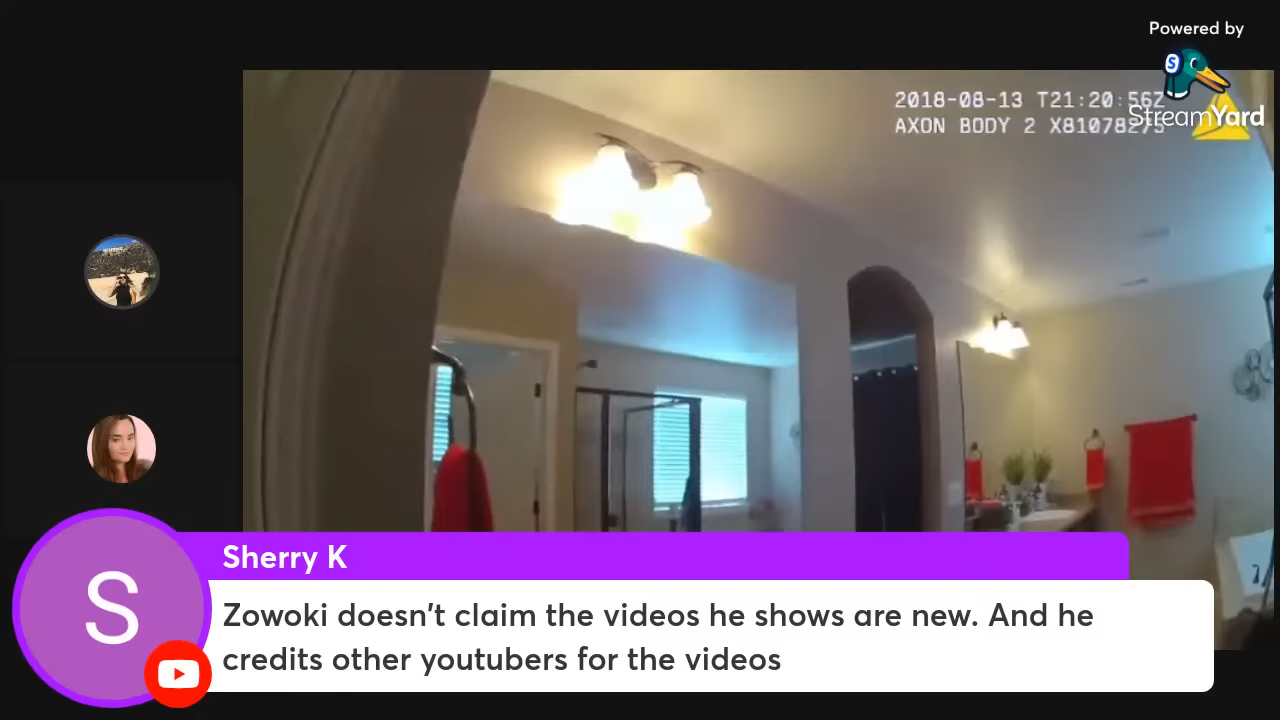 Powered by
StreamYard
2018-08-13 T21:20:56Z
AXON BODY 2 X81078275
S
Sherry K
Zowoki doesn't claim the videos he shows are new. And he
credits other youtubers for the videos